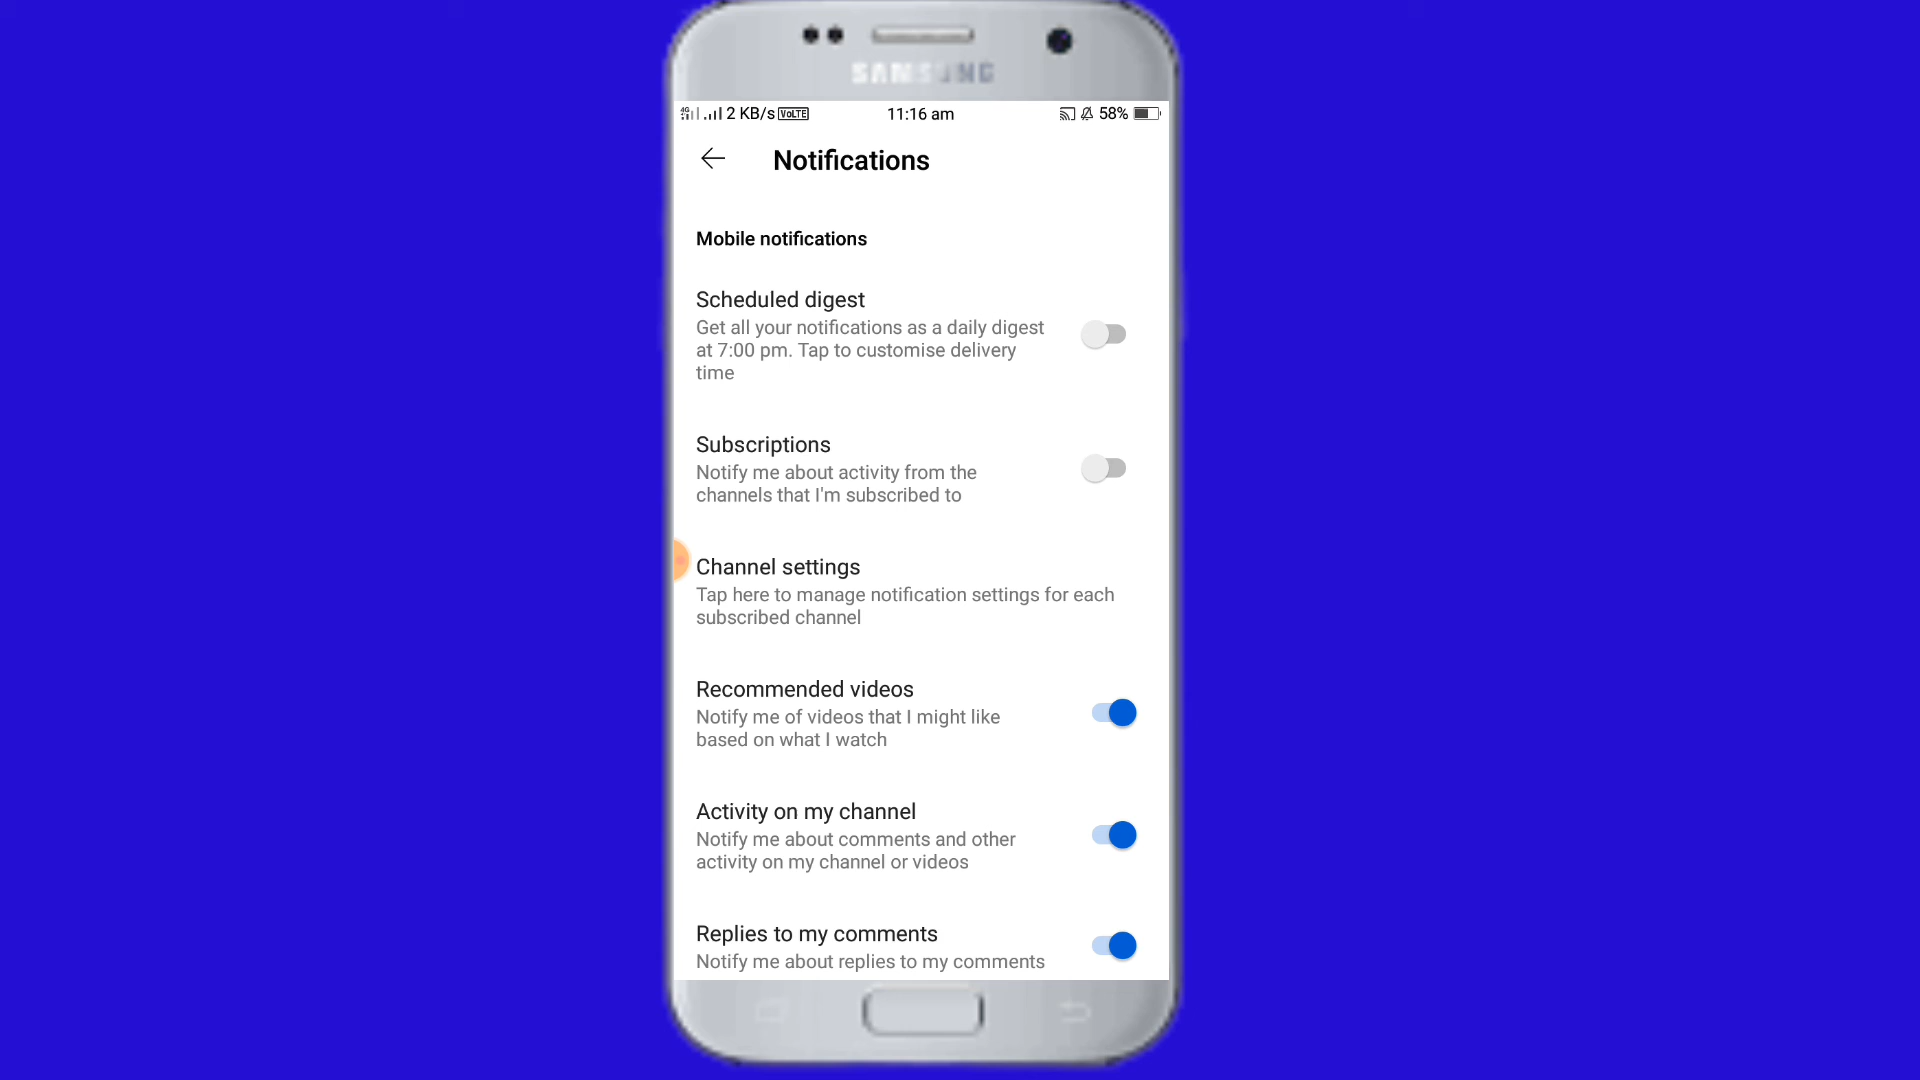 SAMSUNG
4G 2 KB/s VoLTE 11:16 am 58%
Notifications
Mobile notifications
Scheduled digest
Get all your notifications as a daily digest
at 7:00 pm. Tap to customise delivery
time
Subscriptions
Notify me about activity from the
channels that I'm subscribed to
Channel settings
Tap here to manage notification settings for each
subscribed channel
Recommended videos
Notify me of videos that I might like
based on what I watch
Activity on my channel
Notify me about comments and other
activity on my channel or videos
Replies to my comments
Notify me about replies to my comments